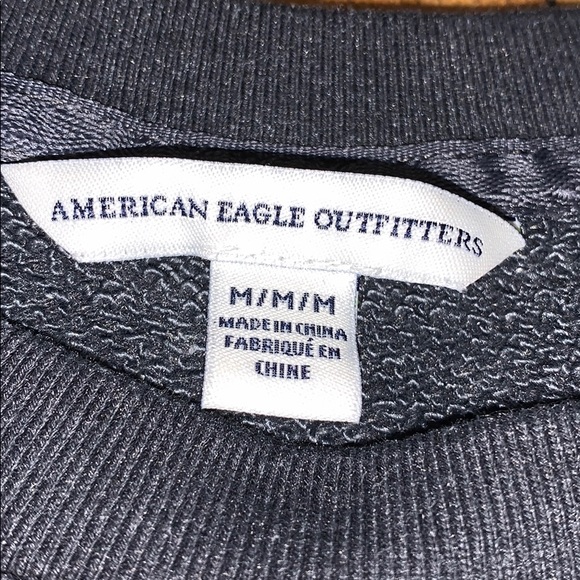 AMERICAN EAGLE OUTFITTERS
M/M/M
MADE IN CHINA
FABRIQUÉ EN
CHINE